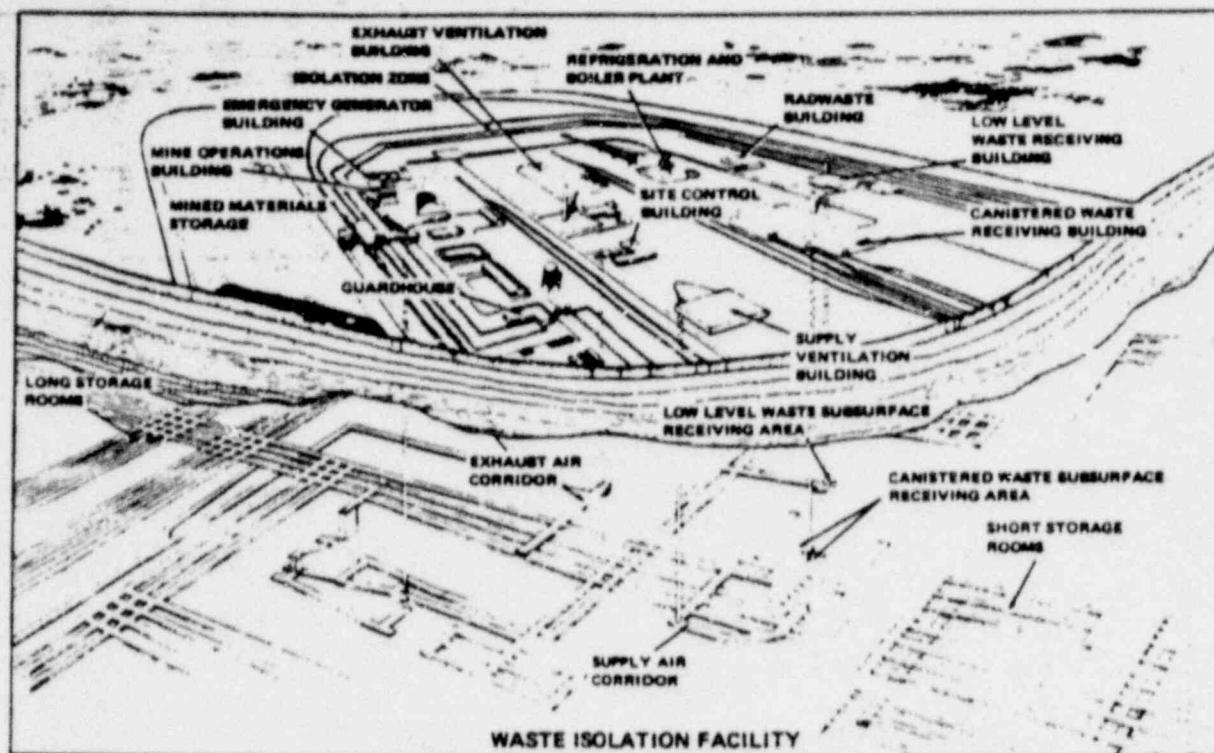 EXHAUST VENTILATION
BUILDING
ISOLATION ZONE
EMERGENCY GENERATOR
BUILDING
MINE OPERATIONS
BUILDING
MINED MATERIALS
STORAGE
GUARDHOUSE
REFRIGERATION AND
BOILER PLANT
RADWASTE
BUILDING
LOW LEVEL
WASTE RECEIVING
BUILDING
SITE CONTROL
BUILDING
CANISTERED WASTE
RECEIVING BUILDING
SUPPLY
VENTILATION
BUILDING
LONG STORAGE
ROOMS
LOW LEVEL WASTE SUBSURFACE
RECEIVING AREA
EXHAUST AIR
CORRIDOR
CANISTERED WASTE SUBSURFACE
RECEIVING AREA
SHORT STORAGE
ROOMS
SUPPLY AIR
CORRIDOR
WASTE ISOLATION FACILITY